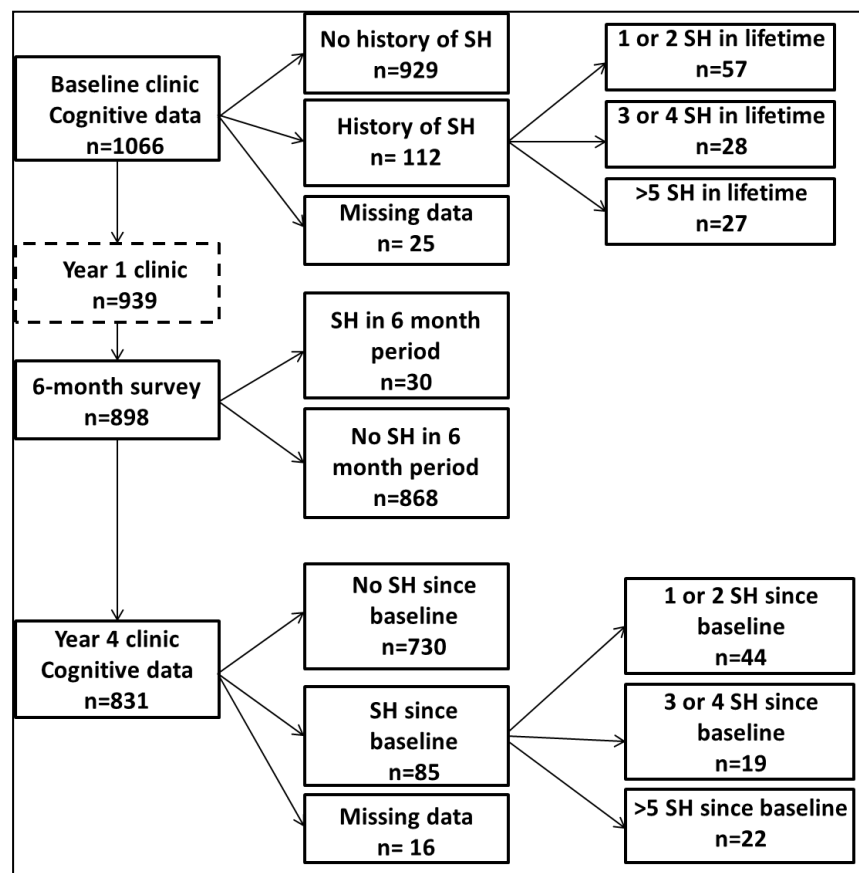 Baseline clinic
Cognitive data
n=1066
No history of SH
n=929
History of SH
n= 112
Missing data
n= 25
1 or 2 SH in lifetime
n=57
3 or 4 SH in lifetime
n=28
>5 SH in lifetime
n=27
Year 1 clinic
n=939
6-month survey
n=898
SH in 6 month
period
n=30
No SH in 6
month period
n=868
Year 4 clinic
Cognitive data
n=831
No SH since
baseline
n=730
SH since
baseline
n=85
Missing data
n= 16
1 or 2 SH since
baseline
n=44
3 or 4 SH since
baseline
n=19
>5 SH since baseline
n=22